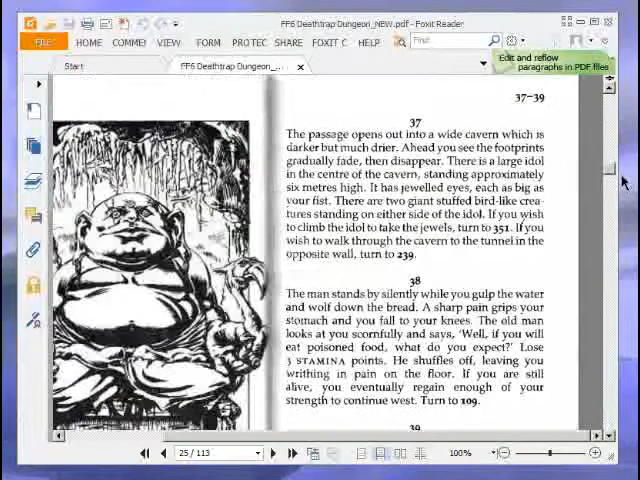 FF6 Deathtrap Dungeon_NEW.pdf - Foxit Reader
FILE HOME COMME VIEW FORM PROTEC SHARE FOXIT C HELP Find
Edit and reflow
paragraphs in PDF files
Start FF6 Deathtrap Dungeon_...
37-39
37
The passage opens out into a wide cavern which is
darker but much drier. Ahead you see the footprints
gradually fade, then disappear. There is a large idol
in the centre of the cavern, standing approximately
six metres high. It has jewelled eyes, each as big as
your fist. There are two giant stuffed bird-like crea-
tures standing on either side of the idol. If you wish
to climb the idol to take the jewels, turn to 351. If you
wish to walk through the cavern to the tunnel in the
opposite wall, turn to 239.
38
The man stands by silently while you gulp the water
and wolf down the bread. A sharp pain grips your
stomach and you fall to your knees. The old man
looks at you scornfully and says, 'Well, if you will
eat poisoned food, what do you expect?' Lose
3 STAMINA points. He shuffles off, leaving you
writhing in pain on the floor. If you are still
alive, you eventually regain enough of your
strength to continue west. Turn to 109.
39
25 / 113 100%